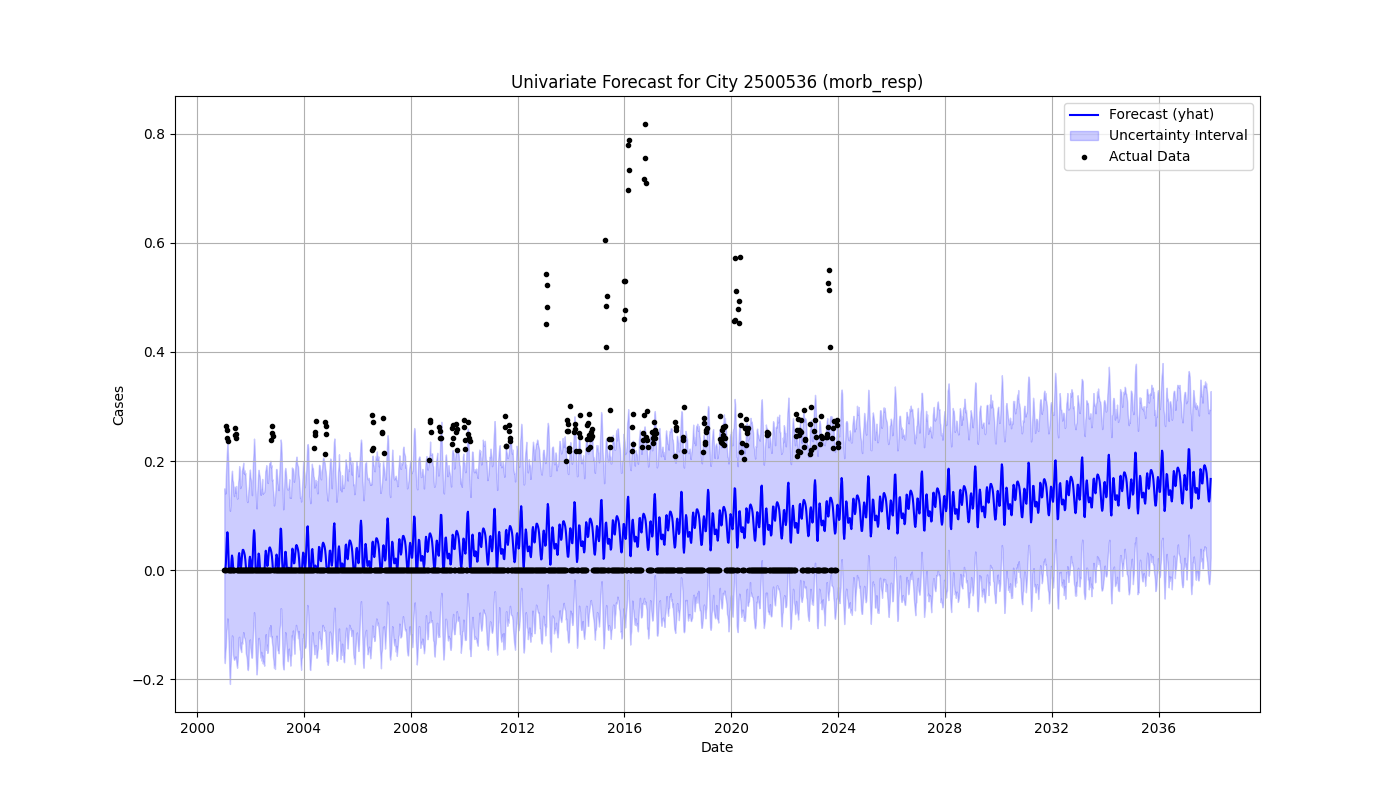 Univariate Forecast for City 2500536 (morb_resp)
Forecast (yhat)
Uncertainty Interval
Actual Data
Cases
0.8
0.6
0.4
0.2
0.0
−0.2
2000 2004 2008 2012 2016 2020 2024 2028 2032 2036
Date